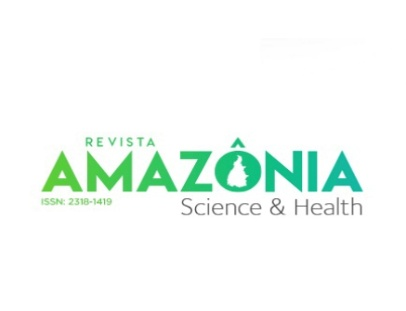 REVISTA
AMAZÔNIA
ISSN: 2318-1419
Science & Health